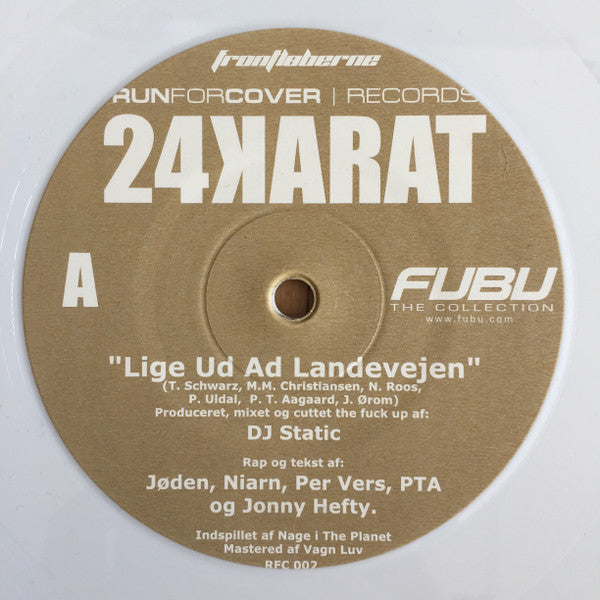 frontløberne
RUNFORCOVER | RECORDS
24KARAT
A
FUBU
THE COLLECTION
www.fubu.com
"Lige Ud Ad Landevejen"
(T. Schwarz, M.M. Christiansen, N. Roos,
P. Uldal, P. T. Aagaard, J. Ørom)
Produceret, mixet og cuttet the fuck up af:
DJ Static
Rap og tekst af:
Jøden, Niarn, Per Vers, PTA
og Jonny Hefty.
Indspillet af Nage i The Planet
Mastered af Vagn Luv
RFC 002